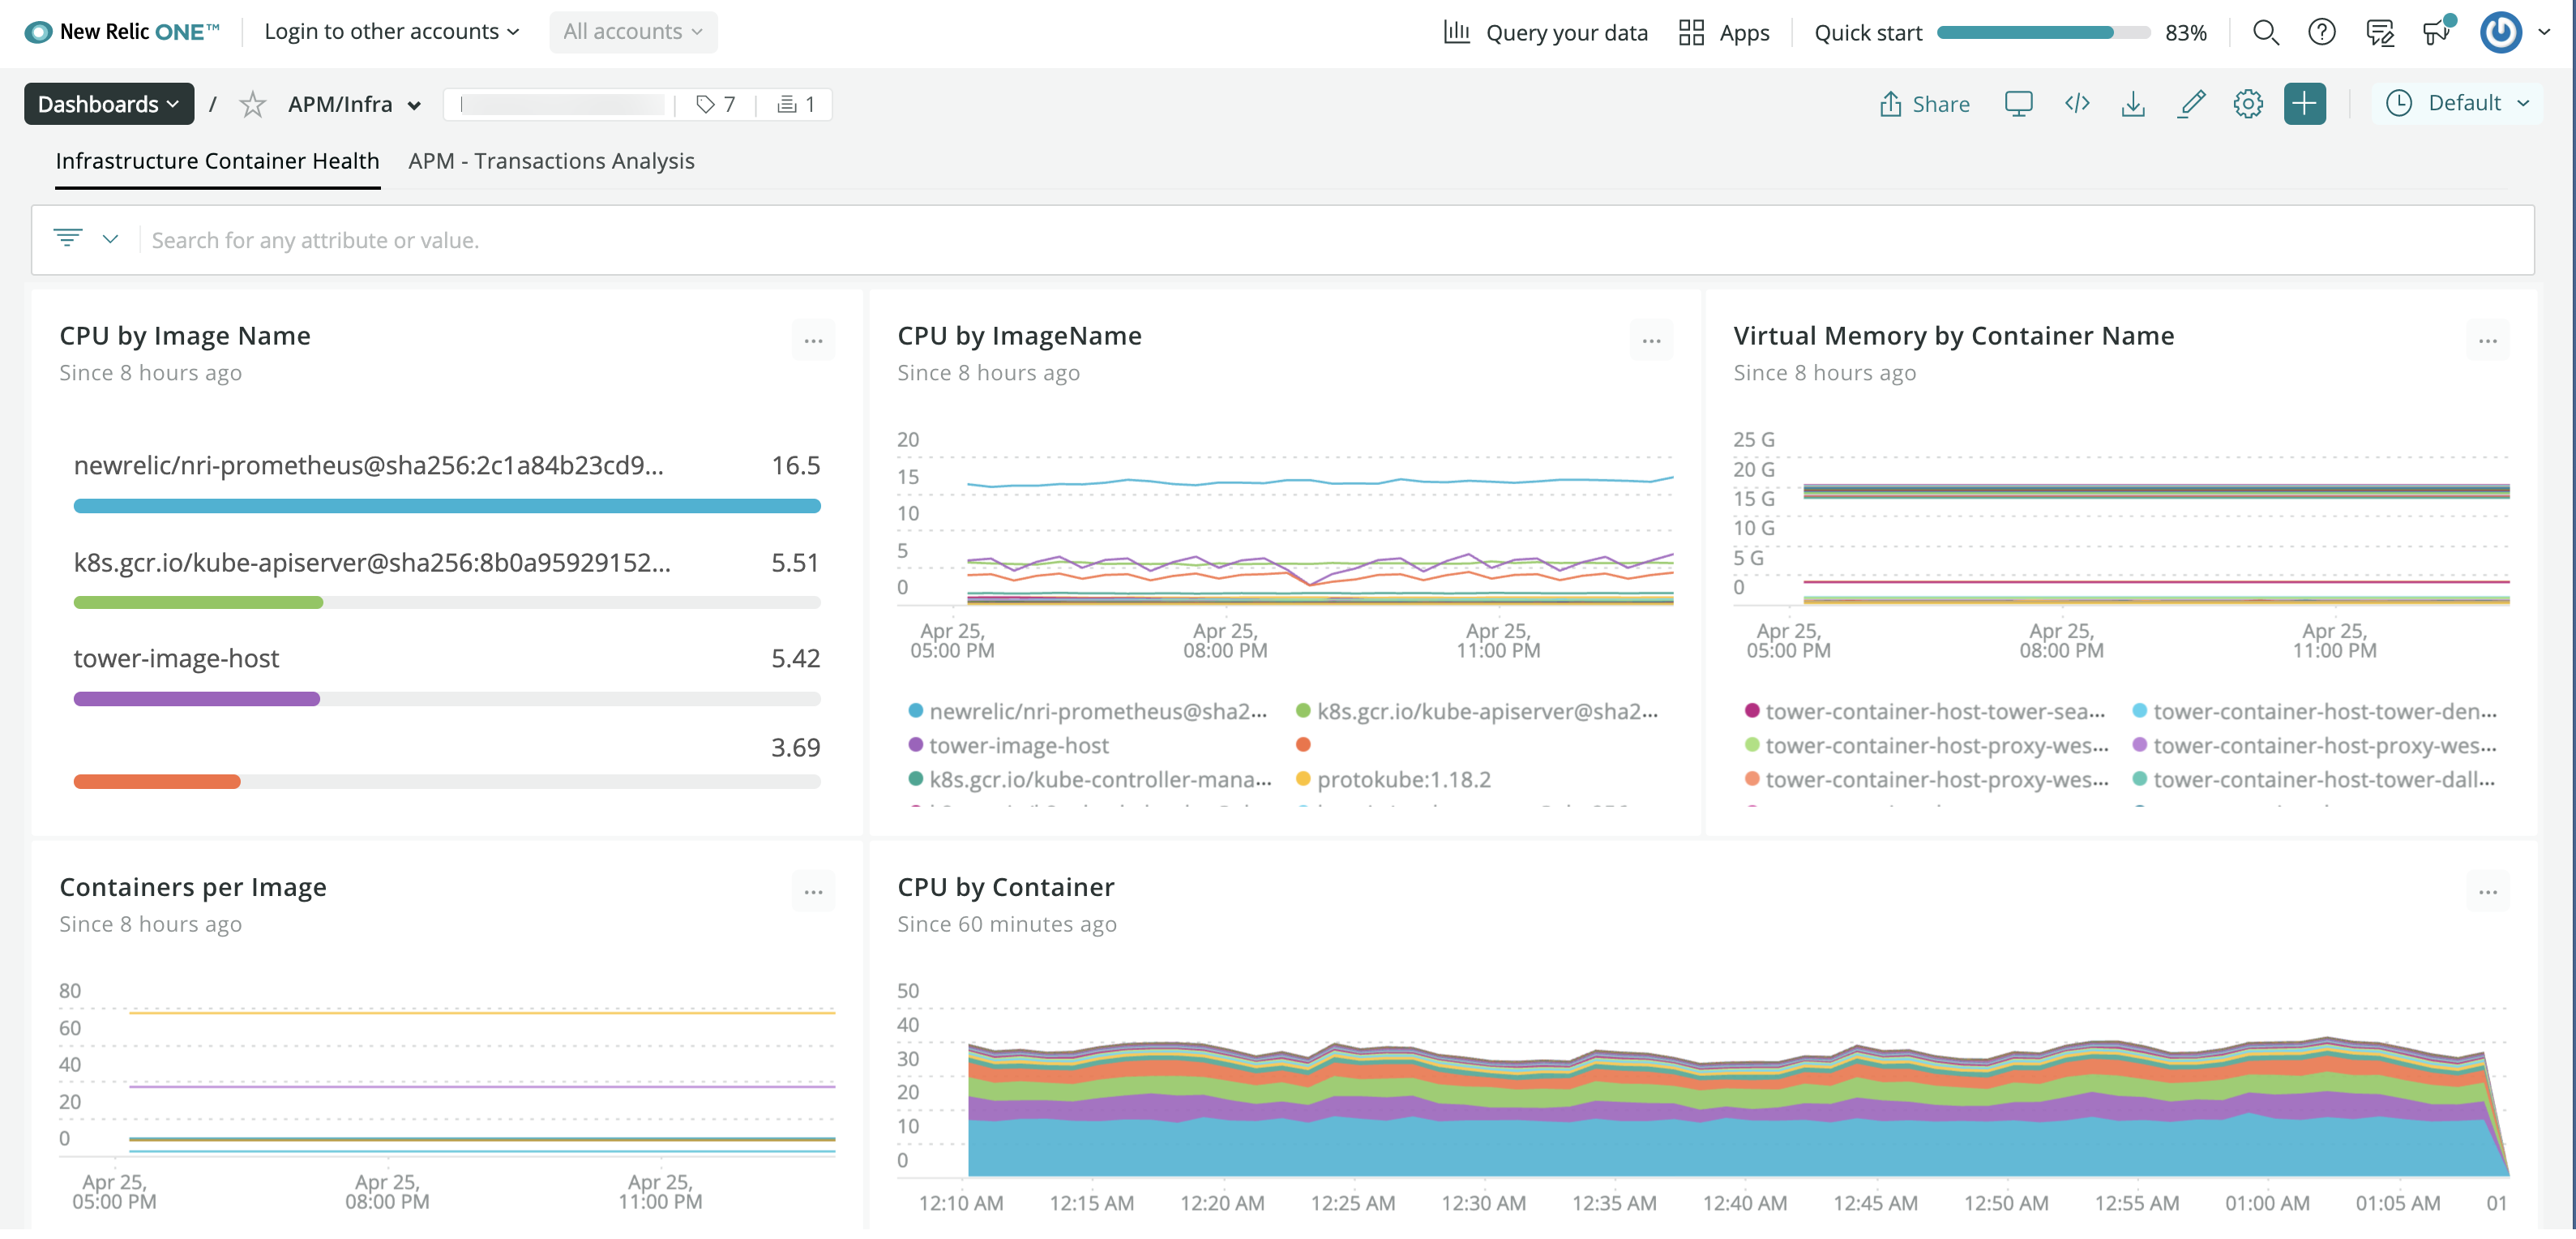 New Relic ONE™ Login to other accounts All accounts Query your data Apps Quick start 83%
Dashboards / APM/Infra 7 1 Share Default
Infrastructure Container Health APM - Transactions Analysis
Search for any attribute or value.
CPU by Image Name
Since 8 hours ago
newrelic/nri-prometheus@sha256:2c1a84b23cd9... 16.5
k8s.gcr.io/kube-apiserver@sha256:8b0a95929152... 5.51
tower-image-host 5.42
3.69
CPU by ImageName
Since 8 hours ago
20
15
10
5
0
Apr 25, 05:00 PM
Apr 25, 08:00 PM
Apr 25, 11:00 PM
newrelic/nri-prometheus@sha2... k8s.gcr.io/kube-apiserver@sha2...
tower-image-host
k8s.gcr.io/kube-controller-mana... protokube:1.18.2
Virtual Memory by Container Name
Since 8 hours ago
25 G
20 G
15 G
10 G
5 G
0
Apr 25, 05:00 PM
Apr 25, 08:00 PM
Apr 25, 11:00 PM
tower-container-host-tower-sea... tower-container-host-tower-den...
tower-container-host-proxy-wes... tower-container-host-proxy-wes...
tower-container-host-proxy-wes... tower-container-host-tower-dall...
Containers per Image
Since 8 hours ago
80
60
40
20
0
Apr 25, 05:00 PM
Apr 25, 08:00 PM
Apr 25, 11:00 PM
CPU by Container
Since 60 minutes ago
50
40
30
20
10
0
12:10 AM 12:15 AM 12:20 AM 12:25 AM 12:30 AM 12:35 AM 12:40 AM 12:45 AM 12:50 AM 12:55 AM 01:00 AM 01:05 AM 01